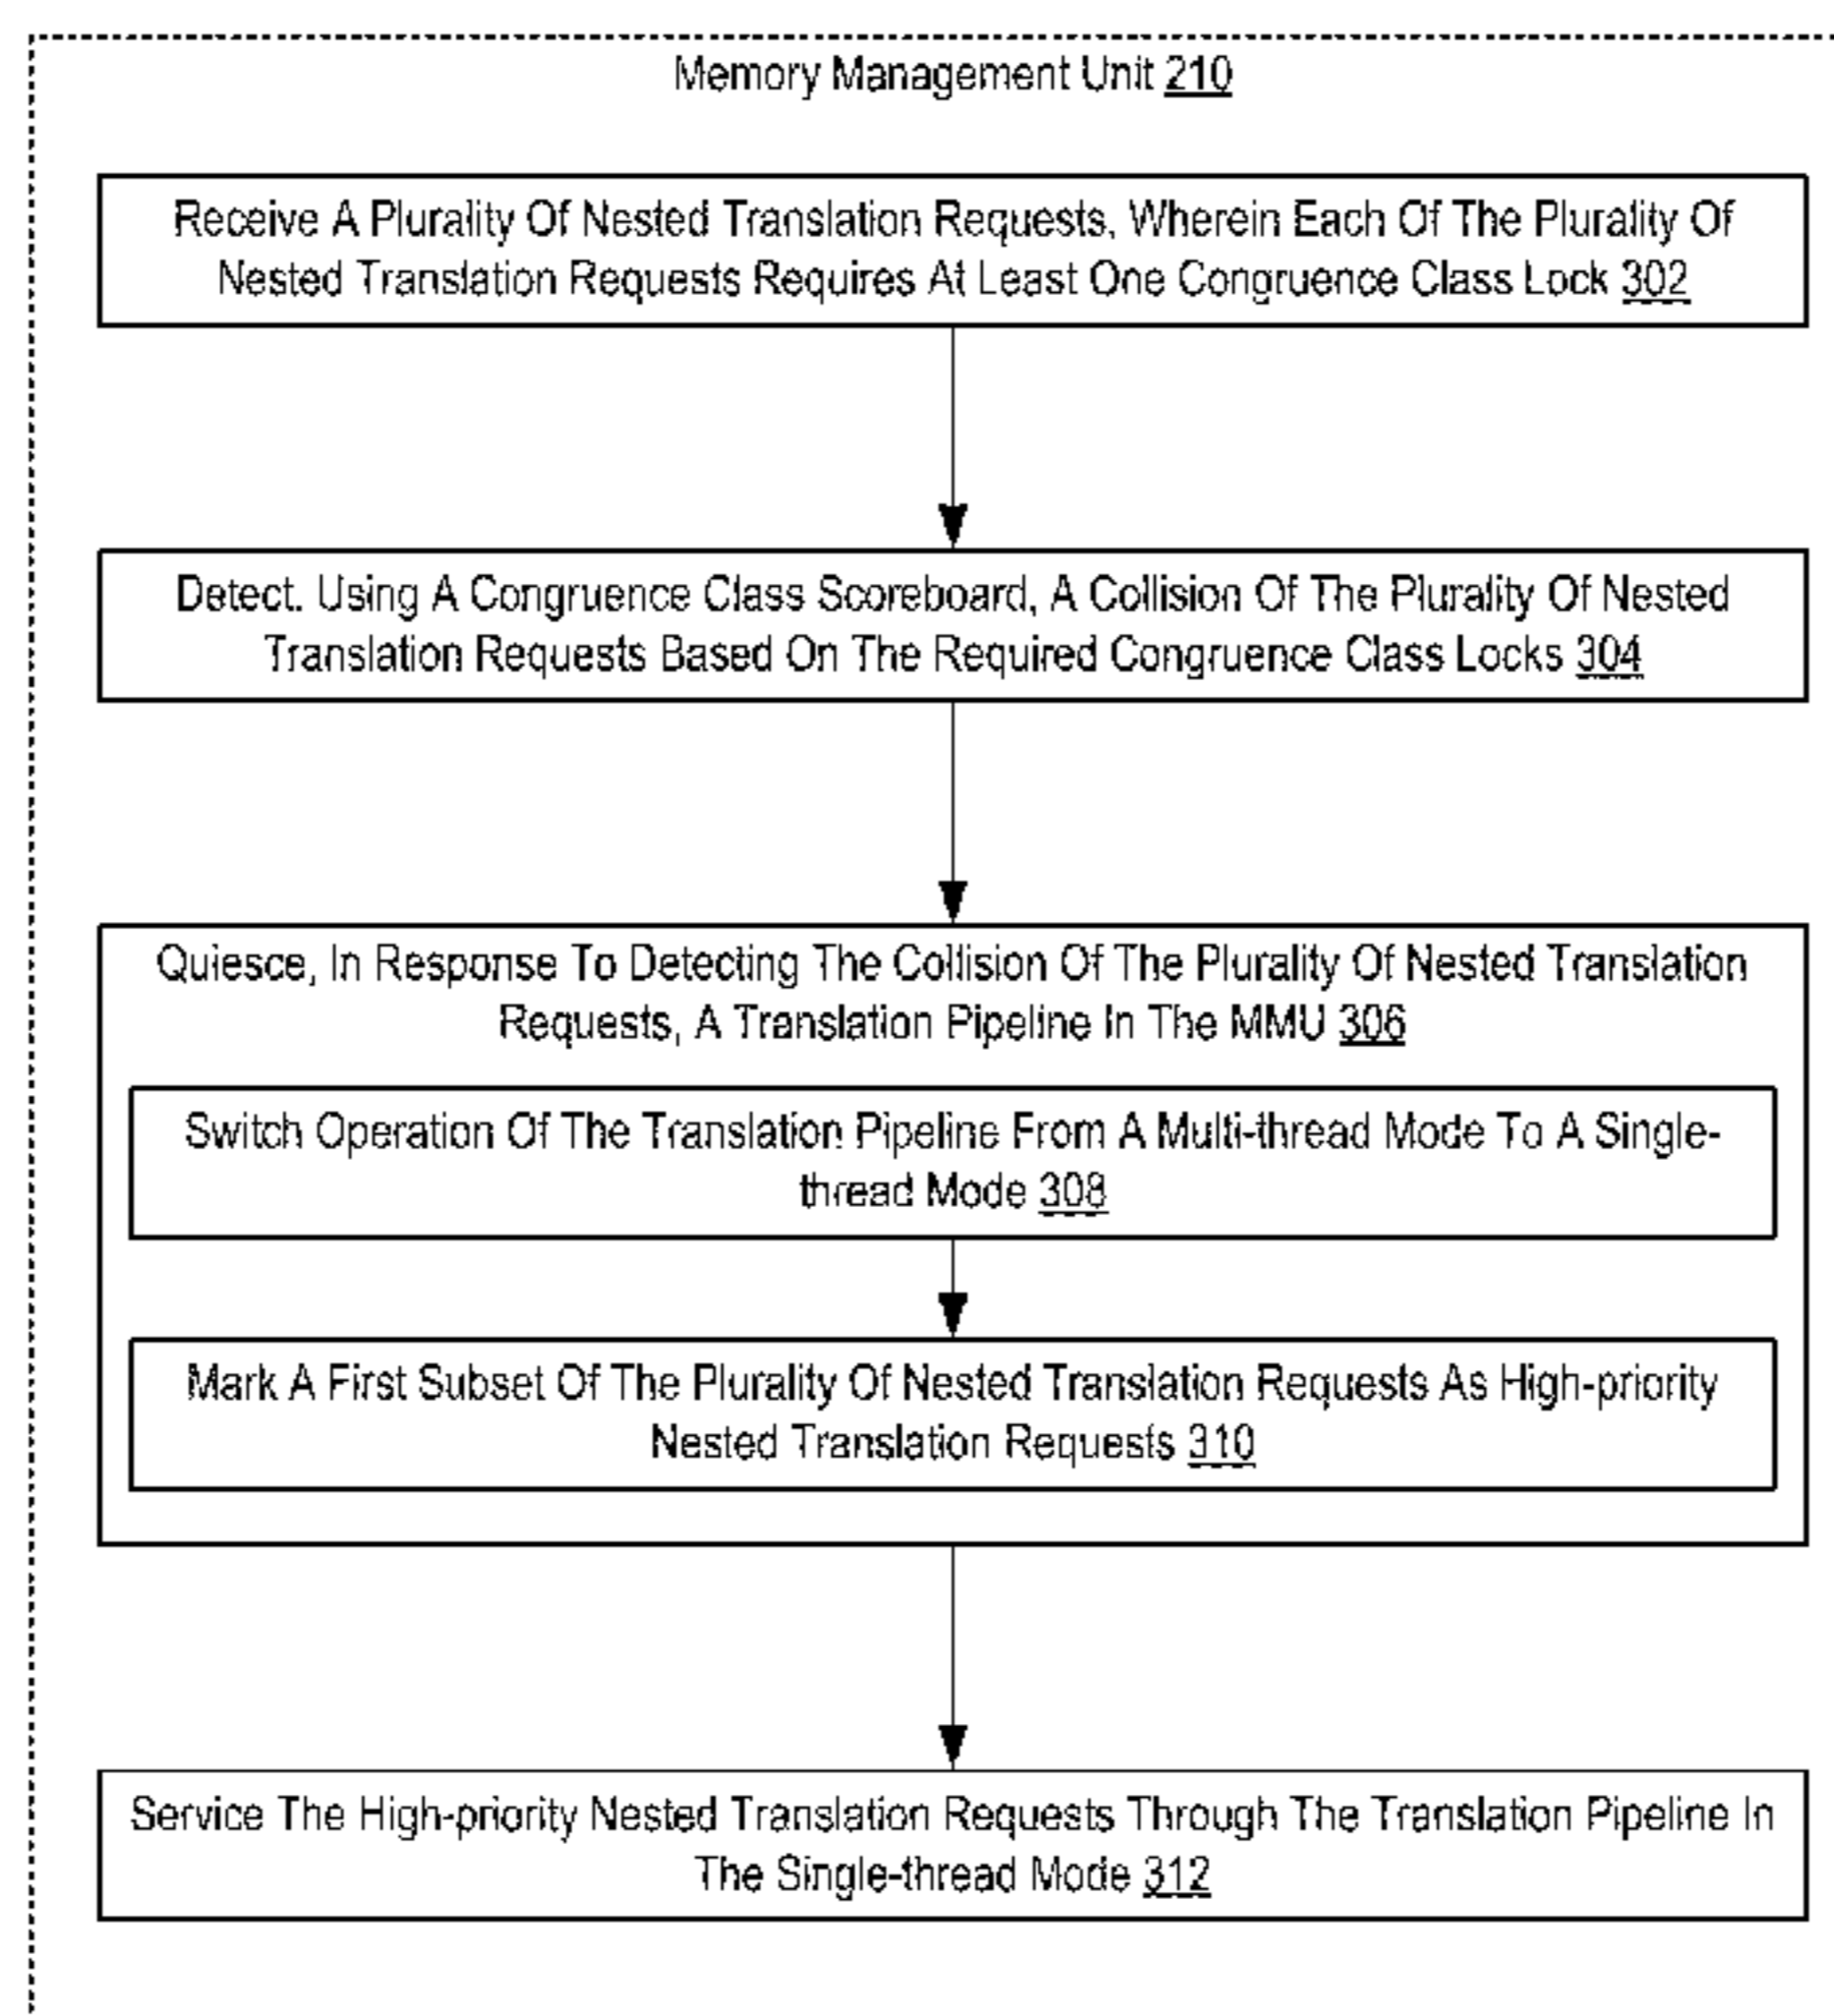 Memory Management Unit 210
Receive A Plurality Of Nested Translation Requests, Wherein Each Of The Plurality Of
Nested Translation Requests Requires At Least One Congruence Class Lock 302
Detect. Using A Congruence Class Scoreboard, A Collision Of The Plurality Of Nested
Translation Requests Based On The Required Congruence Class Locks 304
Quiesce, In Response To Detecting The Collision Of The Plurality Of Nested Translation
Requests, A Translation Pipeline In The MMU 306
Switch Operation Of The Translation Pipeline From A Multi-thread Mode To A Single-
thread Mode 308
Mark A First Subset Of The Plurality Of Nested Translation Requests As High-priority
Nested Translation Requests 310
Service The High-priority Nested Translation Requests Through The Translation Pipeline In
The Single-thread Mode 312